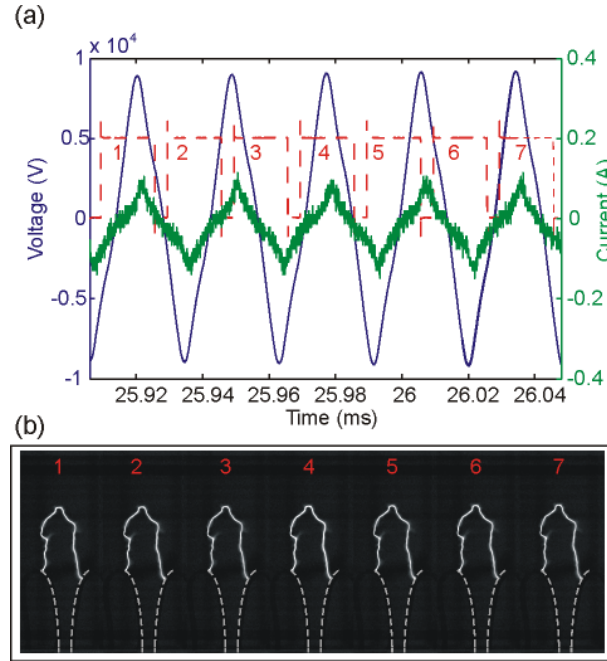 (a)
1 x 10^4
0.4
0.5
0.2
0
0
-0.5
-0.2
-1
-0.4
Voltage (V)
Current (A)
1 2 3 4 5 6 7
25.92 25.94 25.96 25.98 26 26.02 26.04
Time (ms)
(b)
1 2 3 4 5 6 7